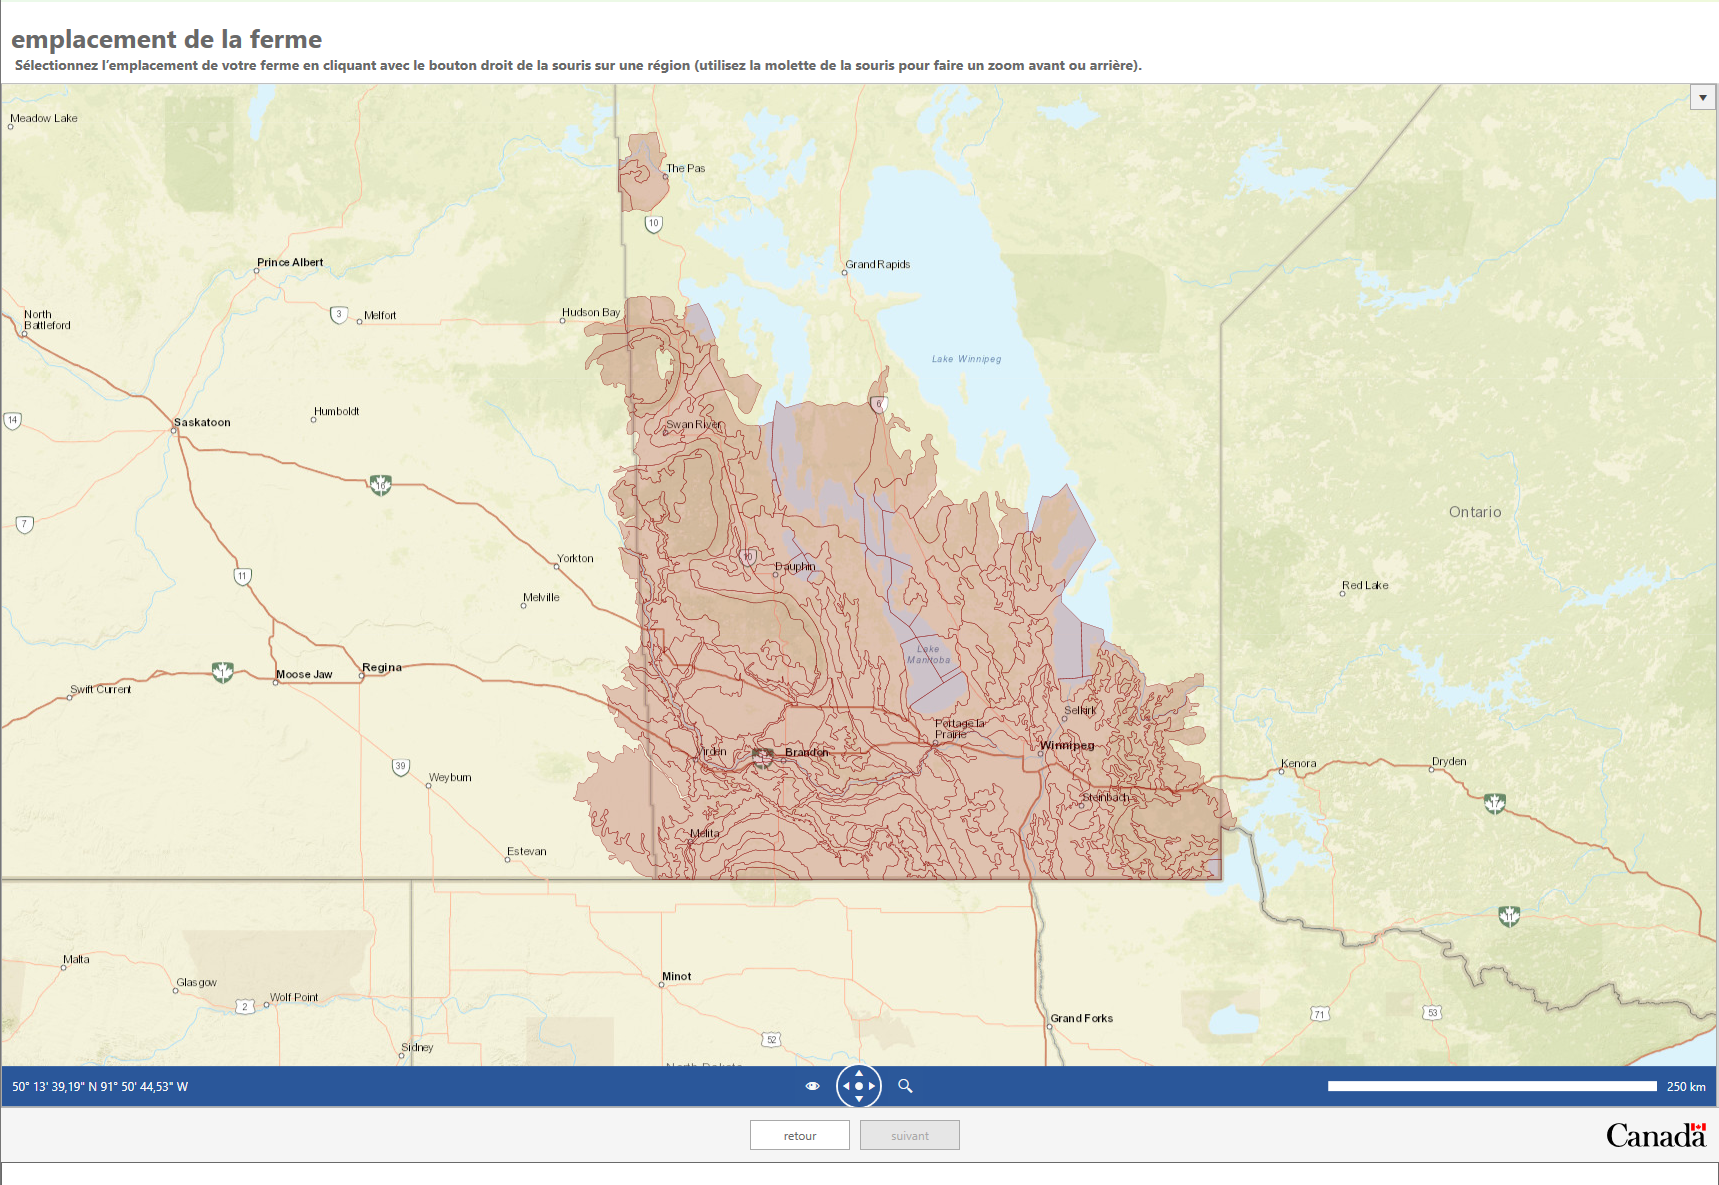 emplacement de la ferme
Sélectionnez l'emplacement de votre ferme en cliquant avec le bouton droit de la souris sur une région (utilisez la molette de la souris pour faire un zoom avant ou arrière).
Meadow Lake
The Pas
10
Prince Albert
Grand Rapids
North
Battleford
3
Melfort
Hudson Bay
Lake Winnipeg
14
Saskatoon
Humboldt
Swan River
6
16
7
Ontario
11
Yorkton
10
Dauphin
Melville
Red Lake
1
Moose Jaw
Regina
Lake
Manitoba
Swift Current
Selkirk
Portage la
Prairie
Virden
Brandon
Winnipeg
39
Weyburn
Kenora
Dryden
Steinbach
17
Melita
Estevan
11
Malta
Glasgow
Wolf Point
2
Minot
Grand Forks
71
53
52
Sidney
North Dakota
50° 13' 39,19" N 91° 50' 44,53" W
250 km
retour
suivant
Canada